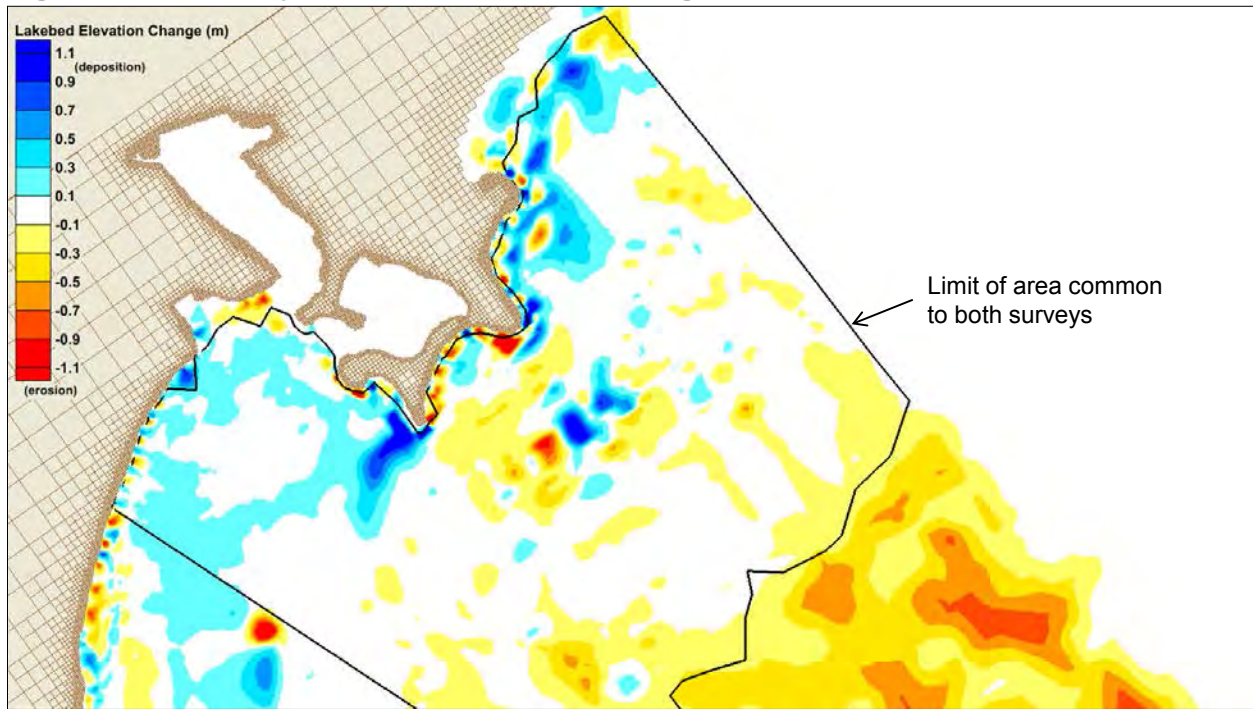 Lakebed Elevation Change (m)
1.1
(deposition)
0.9
0.7
0.5
0.3
0.1
-0.1
-0.3
-0.5
-0.7
-0.9
-1.1
(erosion)
Limit of area common
to both surveys